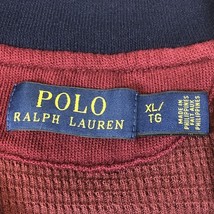 POLO
RALPH LAUREN
XL/
TG
MADE IN
PHILIPPINES
FAIT AUX
PHILIPPINES